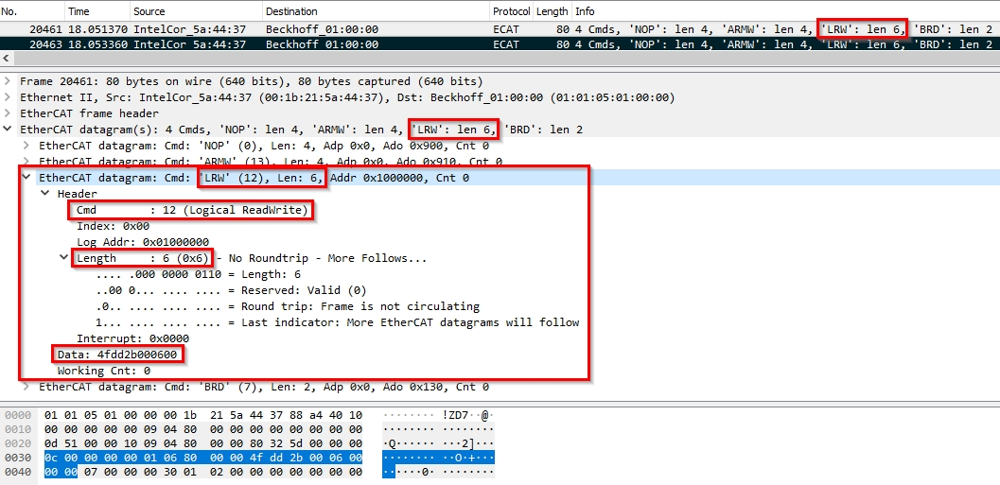 No. Time Source Destination Protocol Length Info
20461 18.051370 IntelCor_5a:44:37 Beckhoff_01:00:00 ECAT 80 4 Cmds, 'NOP': len 4, 'ARMW': len 4, 'LRW': len 6, 'BRD': len 2
20463 18.053360 IntelCor_5a:44:37 Beckhoff_01:00:00 ECAT 80 4 Cmds, 'NOP': len 4, 'ARMW': len 4, 'LRW': len 6, 'BRD': len 2
Frame 20461: 80 bytes on wire (640 bits), 80 bytes captured (640 bits)
Ethernet II, Src: IntelCor_5a:44:37 (00:1b:21:5a:44:37), Dst: Beckhoff_01:00:00 (01:01:05:01:00:00)
EtherCAT frame header
EtherCAT datagram(s): 4 Cmds, 'NOP': len 4, 'ARMW': len 4, 'LRW': len 6, 'BRD': len 2
EtherCAT datagram: Cmd: 'NOP' (0), Len: 4, Adp 0x0, Ado 0x900, Cnt 0
EtherCAT datagram: Cmd: 'ARMW' (13), Len: 4, Adp 0x0, Ado 0x910, Cnt 0
EtherCAT datagram: Cmd: 'LRW' (12), Len: 6, Addr 0x1000000, Cnt 0
Header
Cmd : 12 (Logical ReadWrite)
Index: 0x00
Log Addr: 0x01000000
Length : 6 (0x6) - No Roundtrip - More Follows...
.... .000 0000 0110 = Length: 6
..00 0... .... .... = Reserved: Valid (0)
.0.. .... .... .... = Round trip: Frame is not circulating
1... .... .... .... = Last indicator: More EtherCAT datagrams will follow
Interrupt: 0x0000
Data: 4fdd2b000600
Working Cnt: 0
EtherCAT datagram: Cmd: 'BRD' (7), Len: 2, Adp 0x0, Ado 0x130, Cnt 0
0000 01 01 05 01 00 00 00 1b 21 5a 44 37 88 a4 40 10 ········ !ZD7··@·
0010 00 00 00 00 00 09 04 80 00 00 00 00 00 00 00 00 ········ ········
0020 0d 51 00 00 10 09 04 80 00 00 80 32 5d 00 00 00 ·Q······ ···2]···
0030 0c 00 00 00 00 01 06 80 00 00 4f dd 2b 00 06 00 ········ ··O·+···
0040 00 00 07 00 00 00 30 01 02 00 00 00 00 00 00 00 ······0· ········